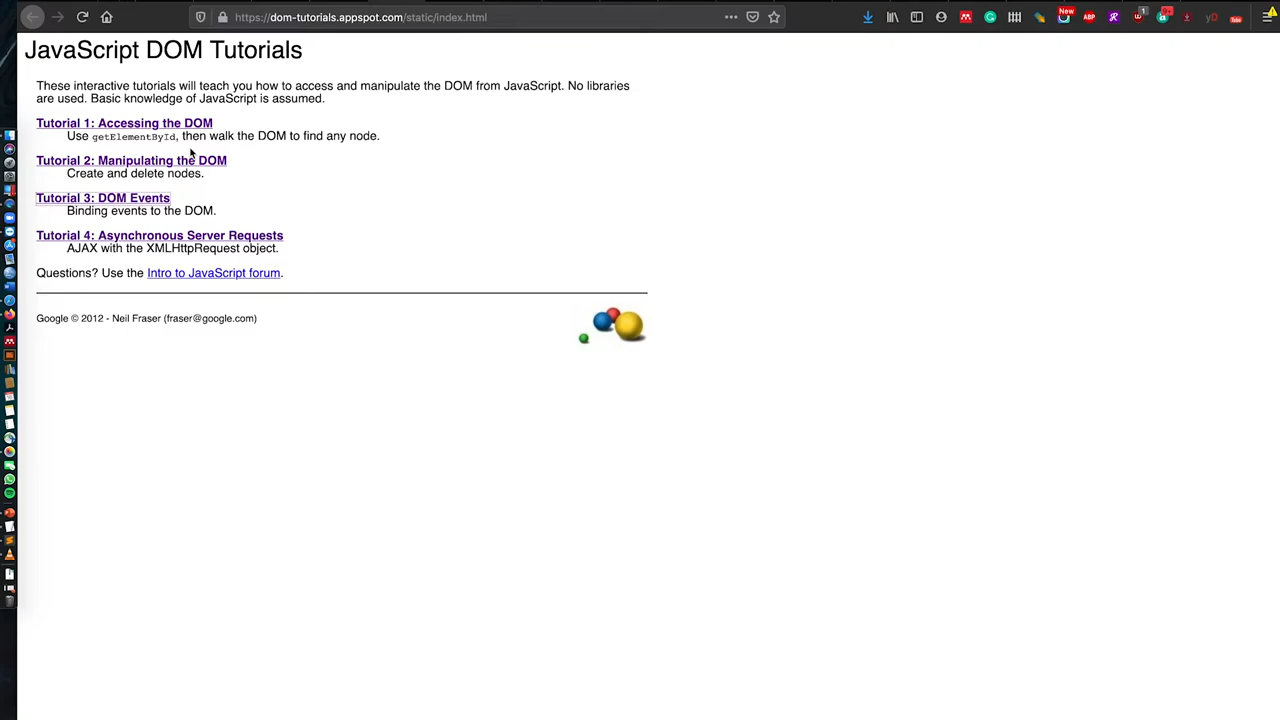 https://dom-tutorials.appspot.com/static/index.html
New
1
ABP
9+
JavaScript DOM Tutorials
These interactive tutorials will teach you how to access and manipulate the DOM from JavaScript. No libraries
are used. Basic knowledge of JavaScript is assumed.
Tutorial 1: Accessing the DOM
Use getElementById, then walk the DOM to find any node.
Tutorial 2: Manipulating the DOM
Create and delete nodes.
Tutorial 3: DOM Events
Binding events to the DOM.
Tutorial 4: Asynchronous Server Requests
AJAX with the XMLHttpRequest object.
Questions? Use the Intro to JavaScript forum.
Google © 2012 - Neil Fraser (fraser@google.com)